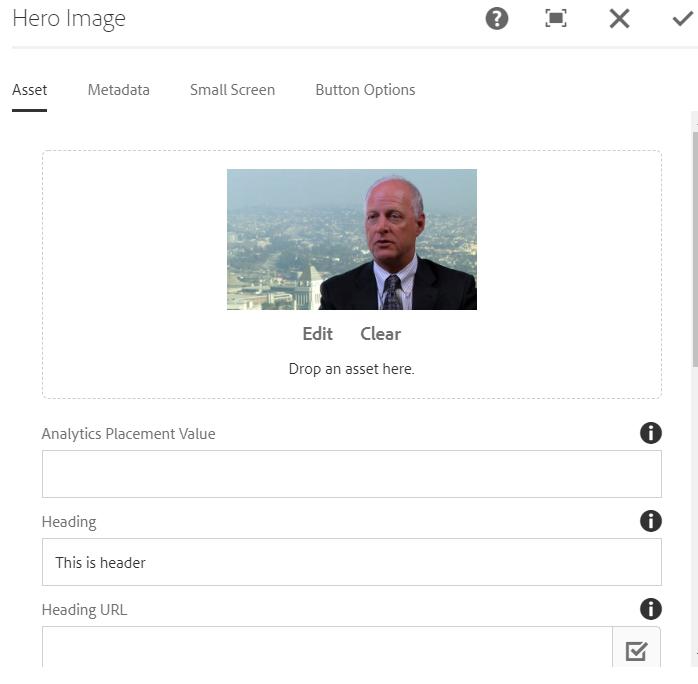 Hero Image
Asset Metadata Small Screen Button Options
Edit Clear
Drop an asset here.
Analytics Placement Value
Heading
This is header
Heading URL